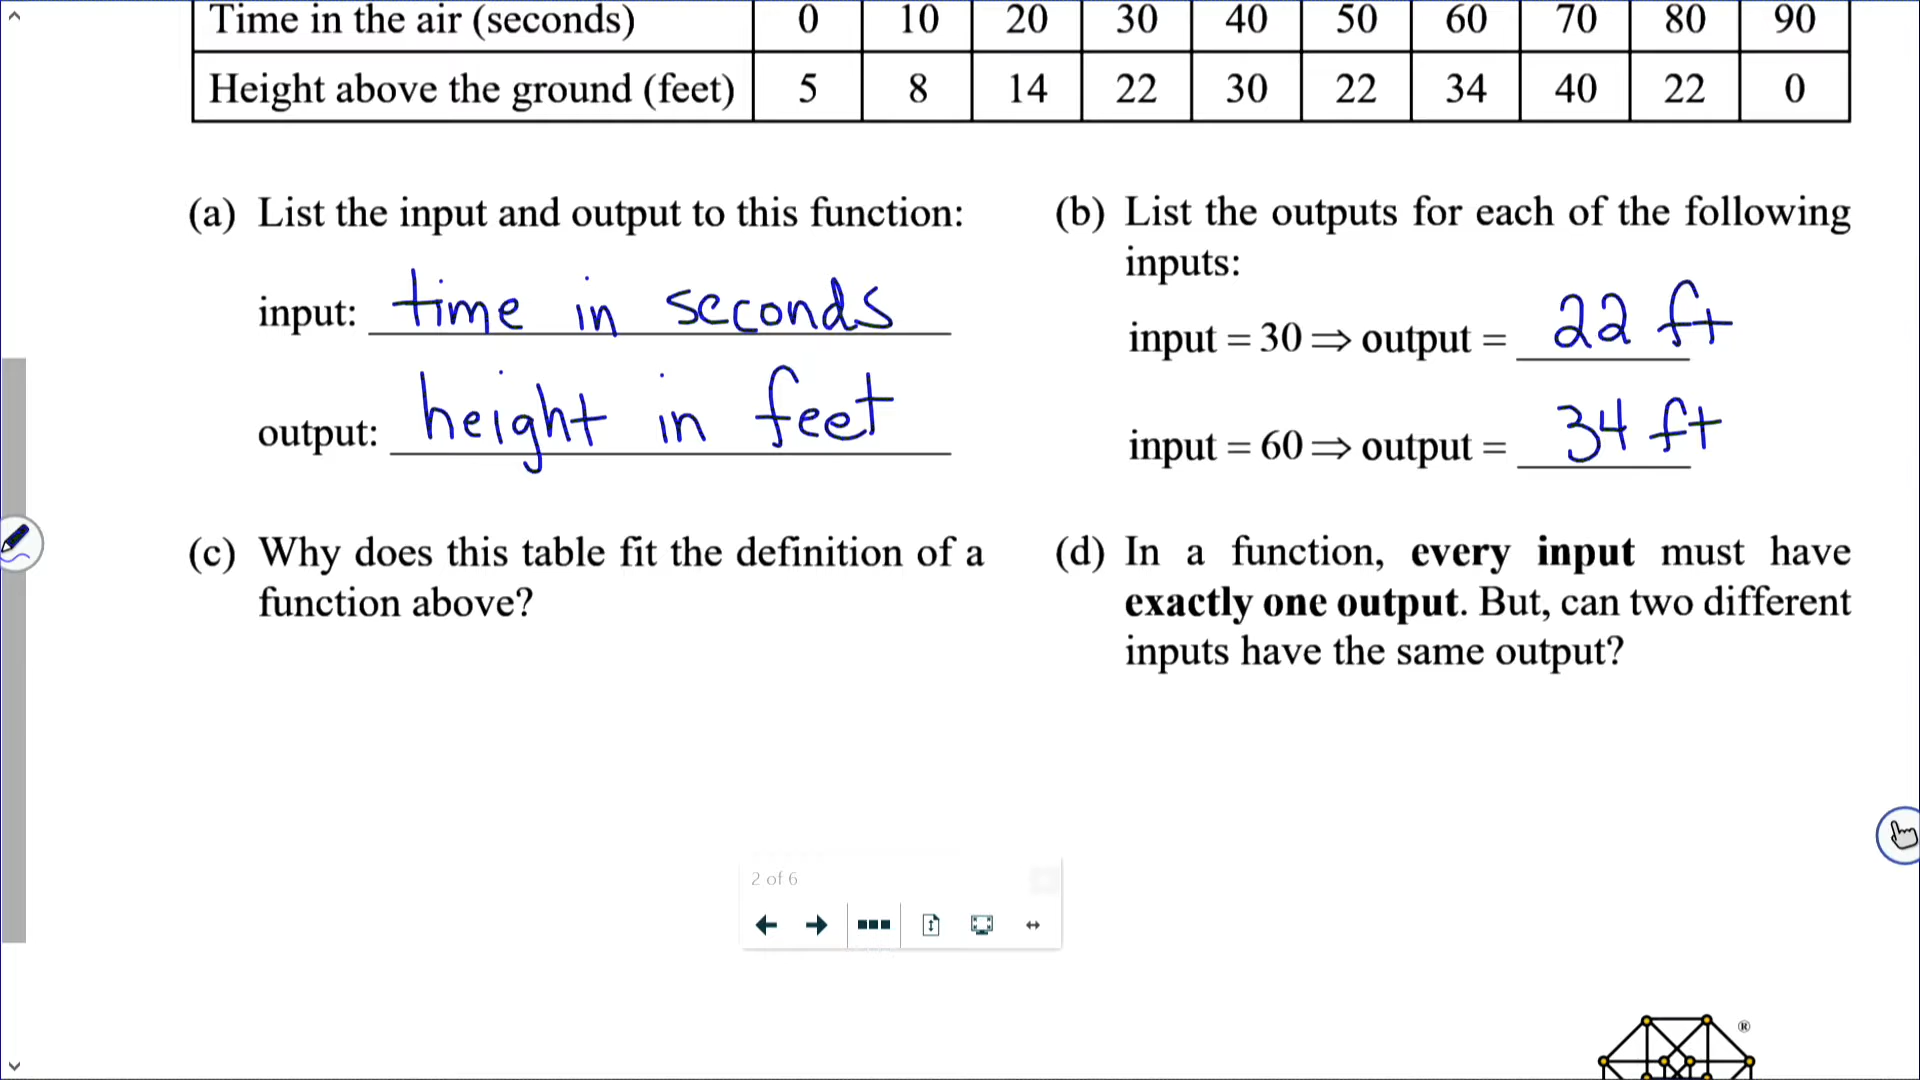 Time in the air (seconds) 0 10 20 30 40 50 60 70 80 90
Height above the ground (feet) 5 8 14 22 30 22 34 40 22 0
(a) List the input and output to this function:
input: time in seconds
output: height in feet
(b) List the outputs for each of the following
inputs:
input = 30 ⇒ output = 22 ft
input = 60 ⇒ output = 34 ft
(c) Why does this table fit the definition of a
function above?
(d) In a function, every input must have
exactly one output. But, can two different
inputs have the same output?
2 of 6
®